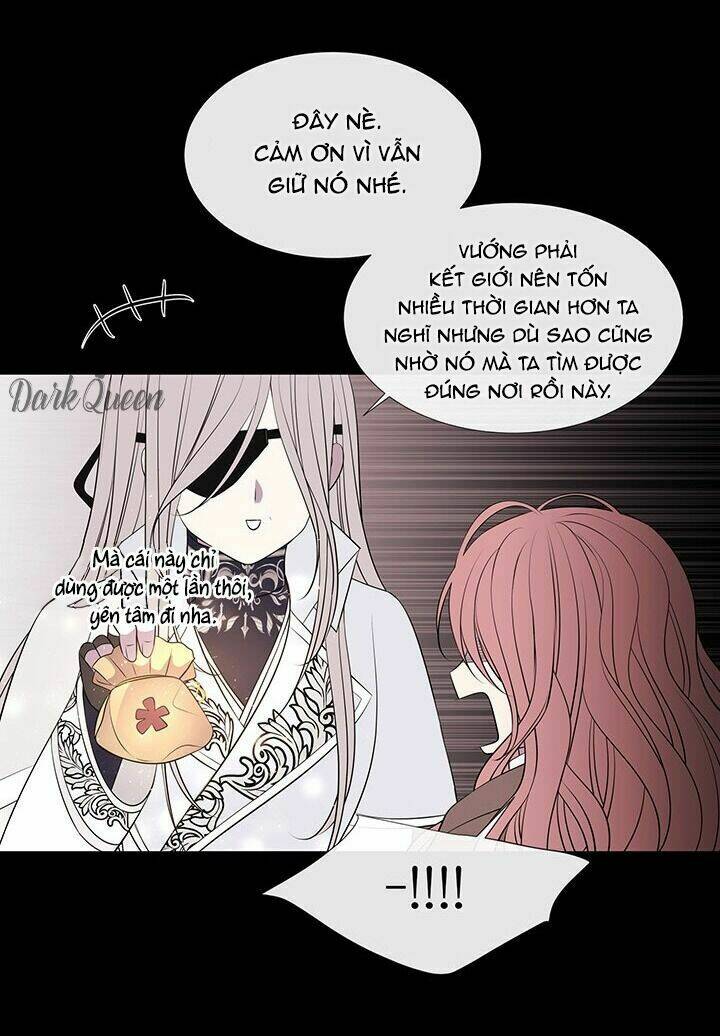 ĐÂY NÈ.
CẢM ƠN VÌ VẪN
GIỮ NÓ NHÉ.
VƯỚNG PHẢI
KẾT GIỚI NÊN TỐN
NHIỀU THỜI GIAN HƠN TA
NGHĨ NHƯNG DÙ SAO CŨNG
NHỜ NÓ MÀ TA TÌM ĐƯỢC
ĐÚNG NƠI RỒI NÀY.
Dark Queen
Mà cái này chỉ
dùng được một lần thôi,
yên tâm đi nha.
-!!!!